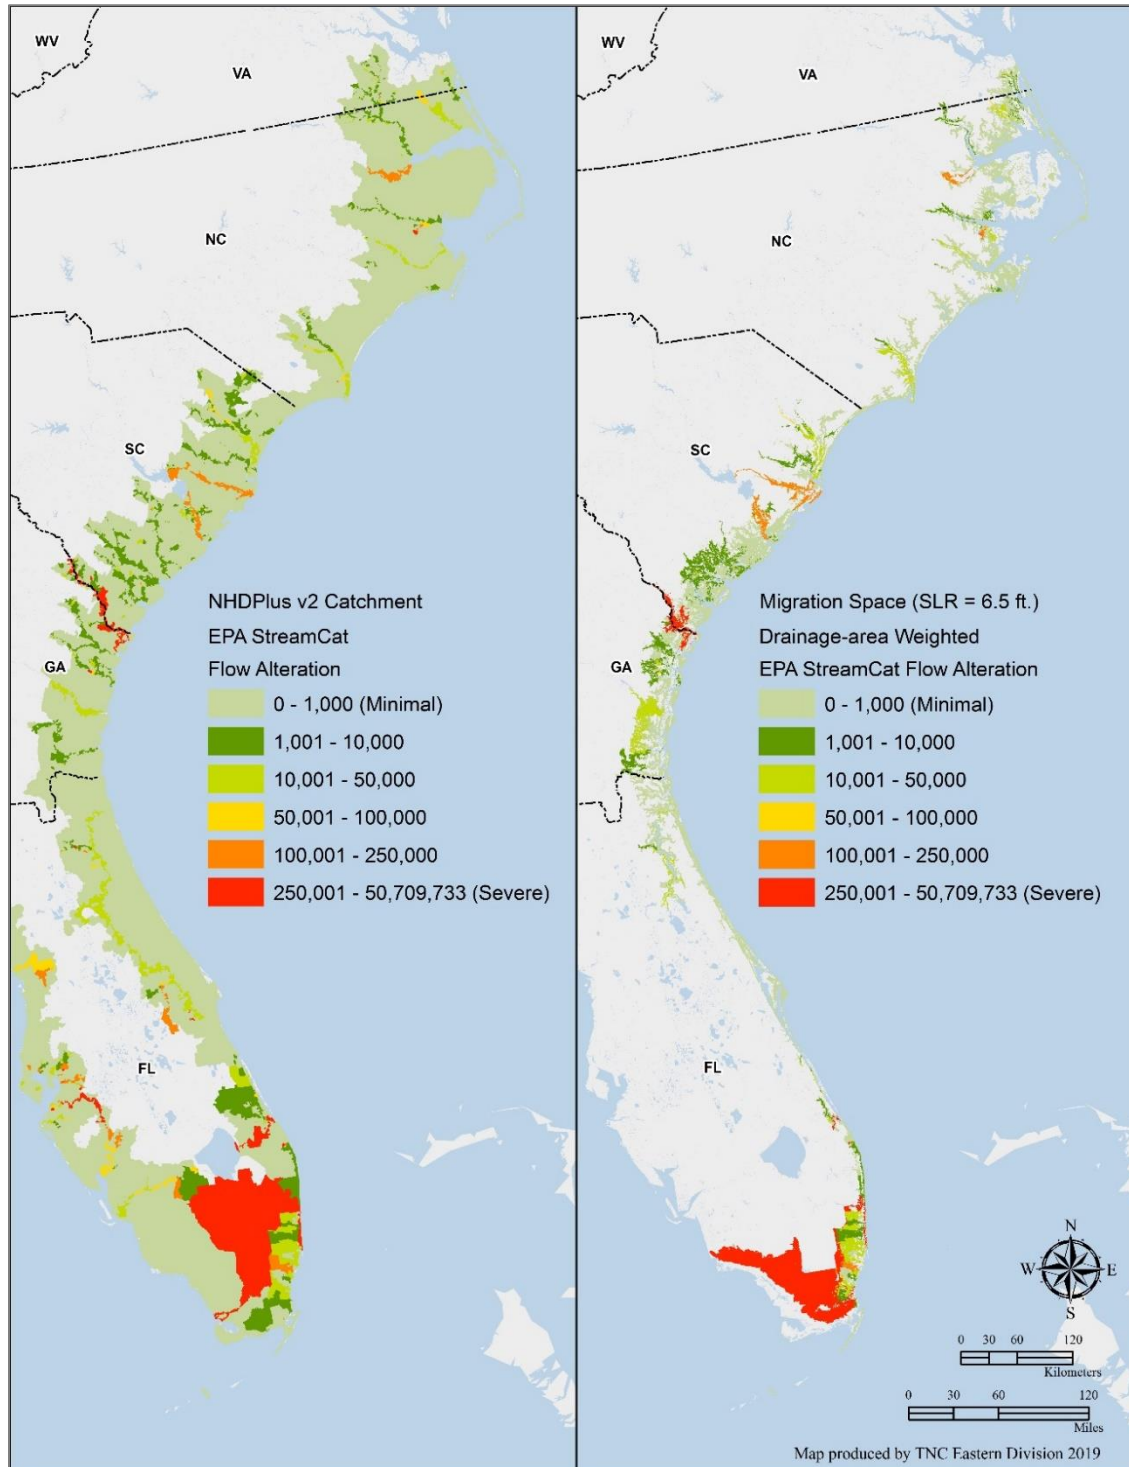 WV
VA
NC
SC
GA
FL
NHDPlus v2 Catchment
EPA StreamCat
Flow Alteration
0 - 1,000 (Minimal)
1,001 - 10,000
10,001 - 50,000
50,001 - 100,000
100,001 - 250,000
250,001 - 50,709,733 (Severe)
WV
VA
NC
SC
GA
FL
Migration Space (SLR = 6.5 ft.)
Drainage-area Weighted
EPA StreamCat Flow Alteration
0 - 1,000 (Minimal)
1,001 - 10,000
10,001 - 50,000
50,001 - 100,000
100,001 - 250,000
250,001 - 50,709,733 (Severe)
N
W E
S
0 30 60 120
Kilometers
0 30 60 120
Miles
Map produced by TNC Eastern Division 2019